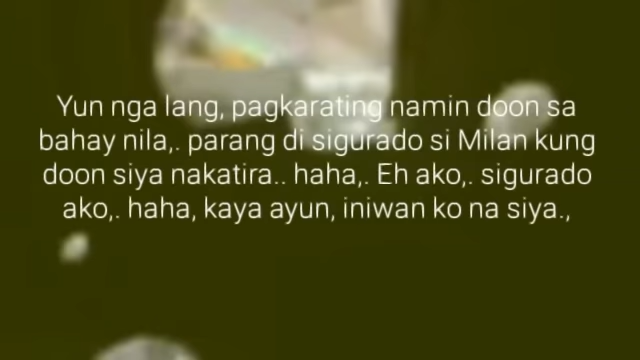 Yun nga lang, pagkarating namin doon sa
bahay nila,. parang di sigurado si Milan kung
doon siya nakatira.. haha,. Eh ako,. sigurado
ako,. haha, kaya ayun, iniwan ko na siya.,